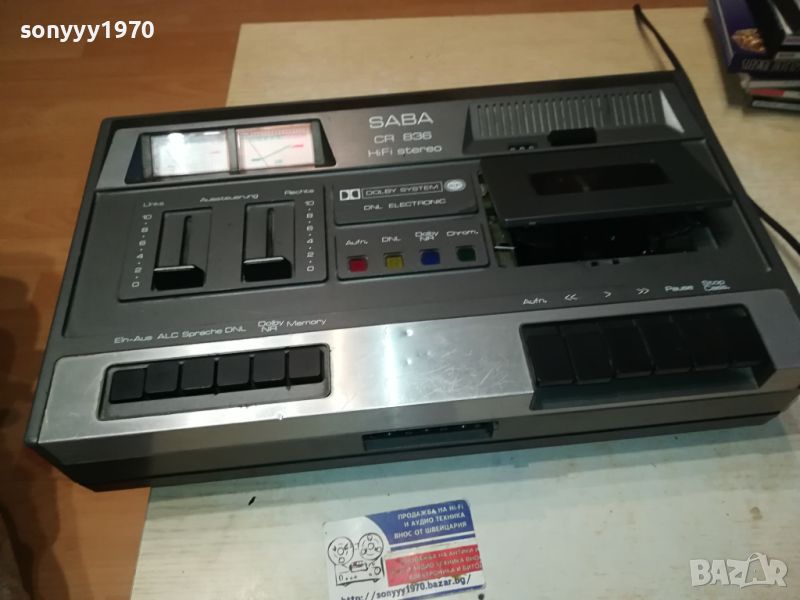 sonyyy1970
SABA
CR 836
HiFi stereo
DOLBY SYSTEM
DNL ELECTRONIC
Links Aussteuerung Rechts
10 10
8 8
6 6
4 4
2 2
0 0
Aufn. DNL Dolby NR Chrom.
Aufn. << > >> Pause Stop Cass.
Ein-Aus ALC Sprache DNL Dolby NR Memory
ПРОДАЖБА НА HI-FI
И АУДИО ТЕХНИКА
ВНОС ОТ ШВЕЙЦАРИЯ
http://sonyyy1970.bazar.bg/
sonyyy1970
BAZAR